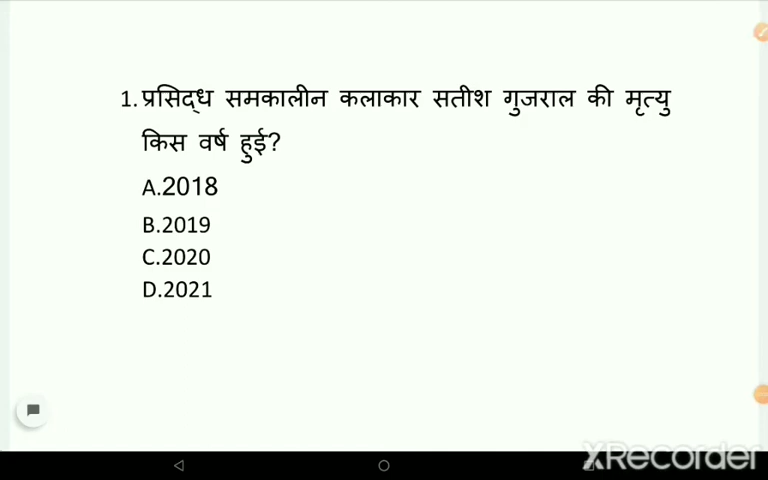 1. प्रसिद्ध समकालीन कलाकार सतीश गुजराल की मृत्यु
किस वर्ष हुई?
A.2018
B.2019
C.2020
D.2021
XRecorder